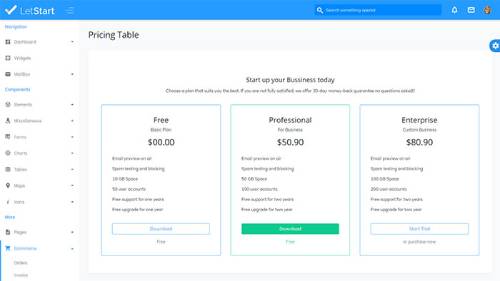 LetStart
Search something special
Navigation
Dashboard
Widgets
MailBox
Components
Elements
Miscellaneous
Forms
Charts
Tables
Maps
Icons
More
Pages
Ecommerce
Orders
Invoice
Pricing Table
Start up your Bussiness today
Choose a plan that suits you the best. If you are not fully satisfied, we offer 30-day money-back guarantee no questions asked!!
Free
Basic Plan
$00.00
Email preview on air
Spam testing and blocking
10 GB Space
50 user accounts
Free support for one years
Free upgrade for one year
Download
Free
Professional
For Business
$50.90
Email preview on air
Spam testing and blocking
50 GB Space
100 user accounts
Free support for two years
Free upgrade for two year
Download
Free
Enterprise
Custom Business
$80.90
Email preview on air
Spam testing and blocking
100 GB Space
200 user accounts
Free support for two years
Free upgrade for two year
Start Trial
or purchase now